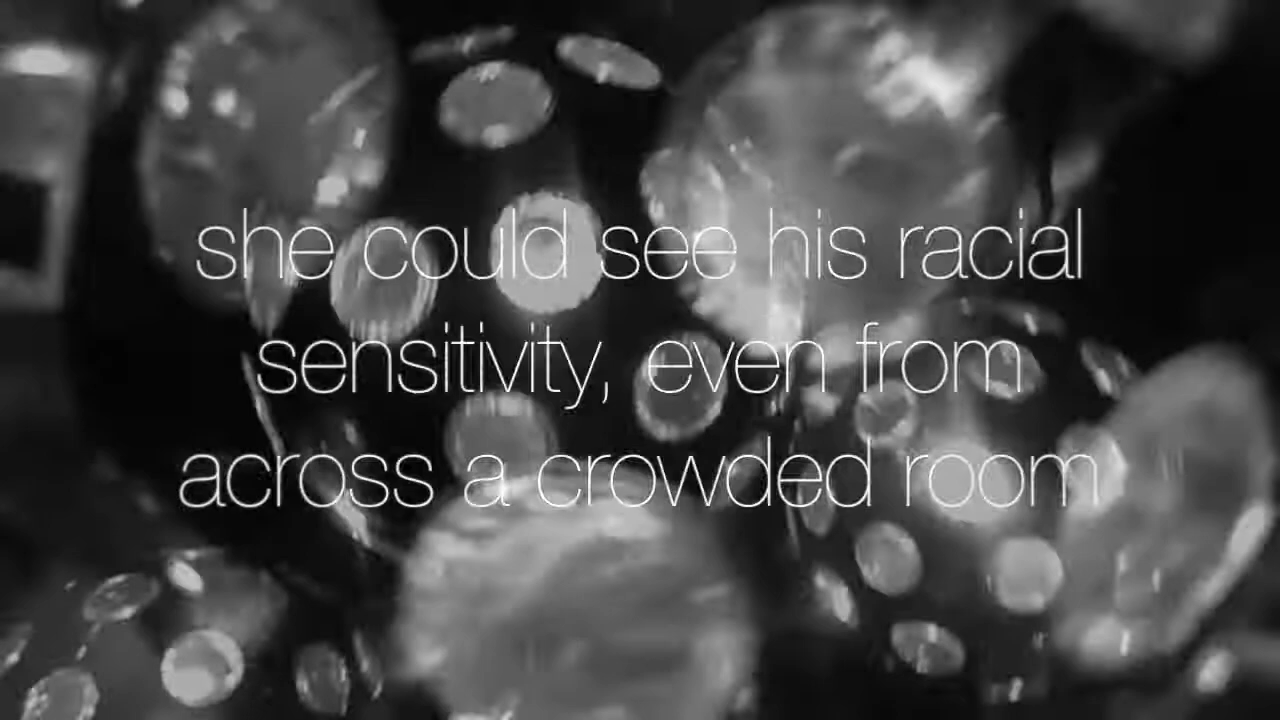 she could see his racial
sensitivity, even from
across a crowded room